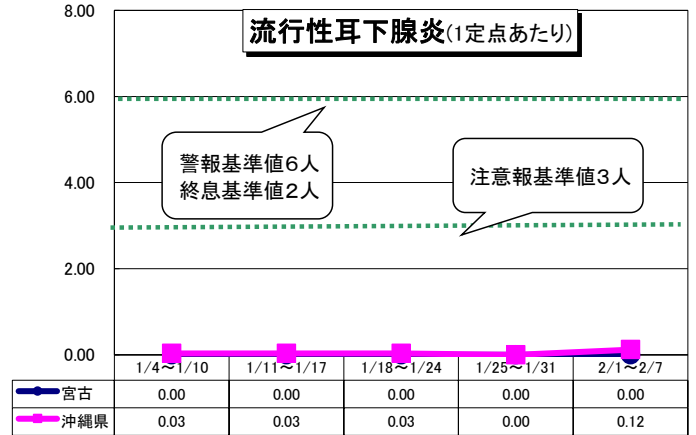 流行性耳下腺炎(1定点あたり)
8.00
6.00
警報基準値6人
終息基準値2人
注意報基準値3人
4.00
2.00
0.00
1/4～1/10 1/11～1/17 1/18～1/24 1/25～1/31 2/1～2/7
宮古 0.00 0.00 0.00 0.00 0.00
沖縄県 0.03 0.03 0.03 0.00 0.12